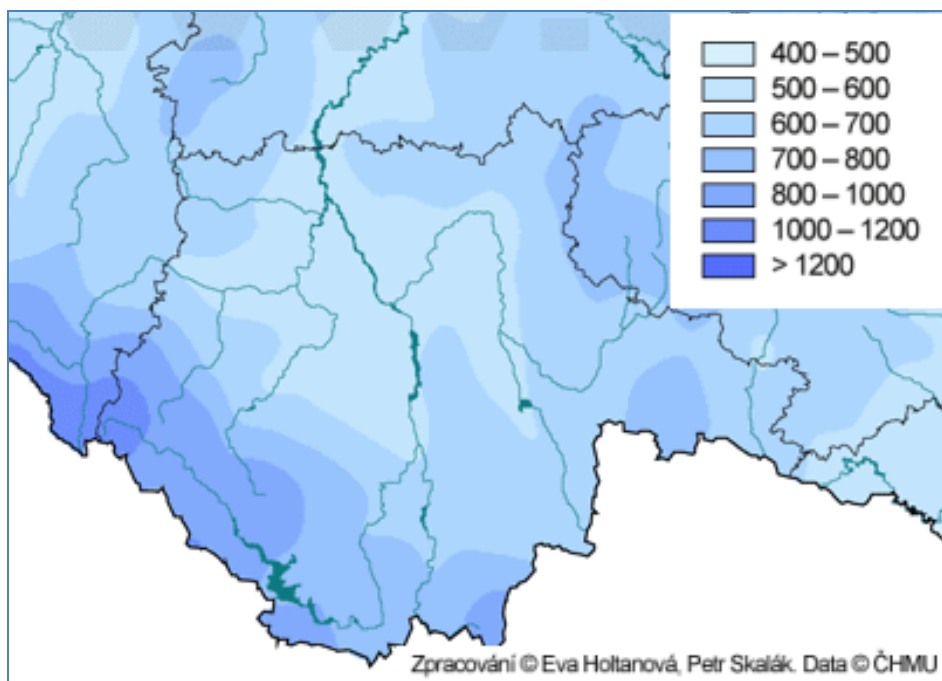 400 – 500
500 – 600
600 – 700
700 – 800
800 – 1000
1000 – 1200
> 1200
Zpracování © Eva Holtanová, Petr Skalák. Data © ČHMU